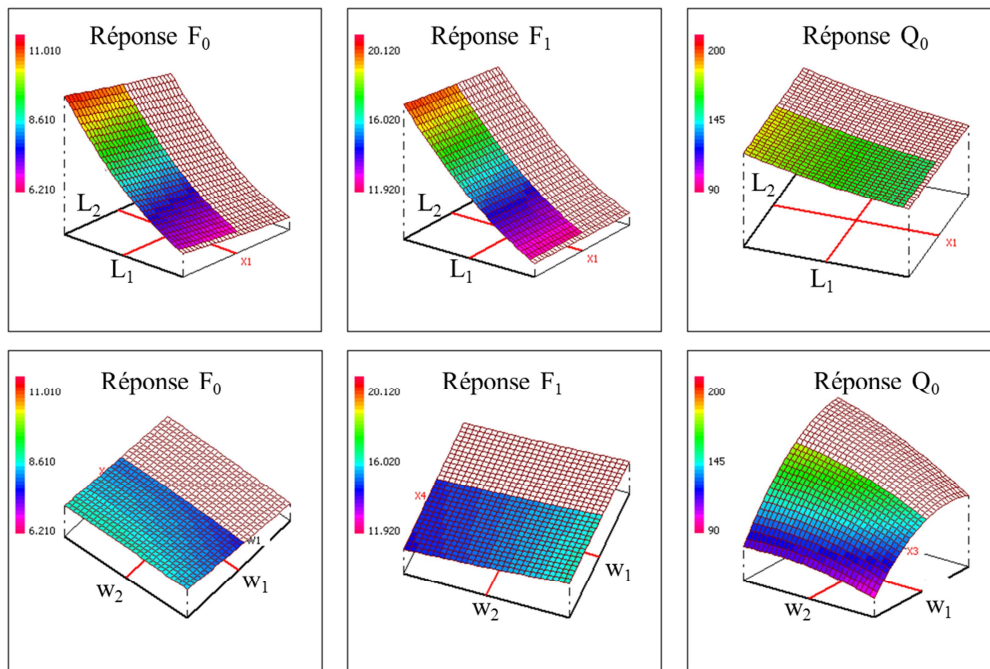 Réponse F₀
11.010
8.610
6.210
L₂
L₁
X1
Réponse F₁
20.120
16.020
11.920
L₂
L₁
X1
Réponse Q₀
200
145
90
L₂
L₁
X1
Réponse F₀
11.010
8.610
6.210
w₂
w₁
Réponse F₁
20.120
16.020
11.920
X4
w₂
w₁
Réponse Q₀
200
145
90
X3
w₂
w₁